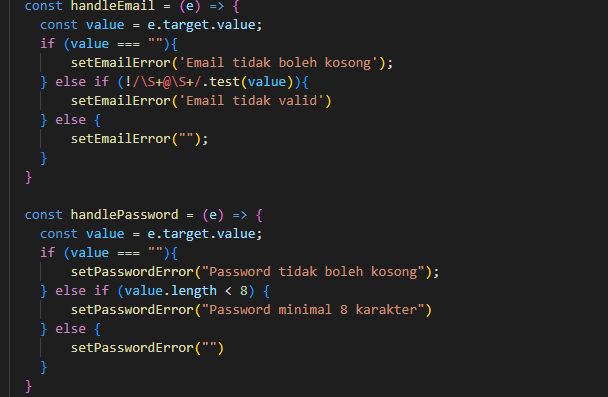 const handleEmail = (e) => {
const value = e.target.value;
if (value === ""){
setEmailError('Email tidak boleh kosong');
} else if (!/\S+@\S+/.test(value)){
setEmailError('Email tidak valid')
} else {
setEmailError("");
}
}
const handlePassword = (e) => {
const value = e.target.value;
if (value === ""){
setPasswordError("Password tidak boleh kosong");
} else if (value.length < 8) {
setPasswordError("Password minimal 8 karakter")
} else {
setPasswordError("")
}
}